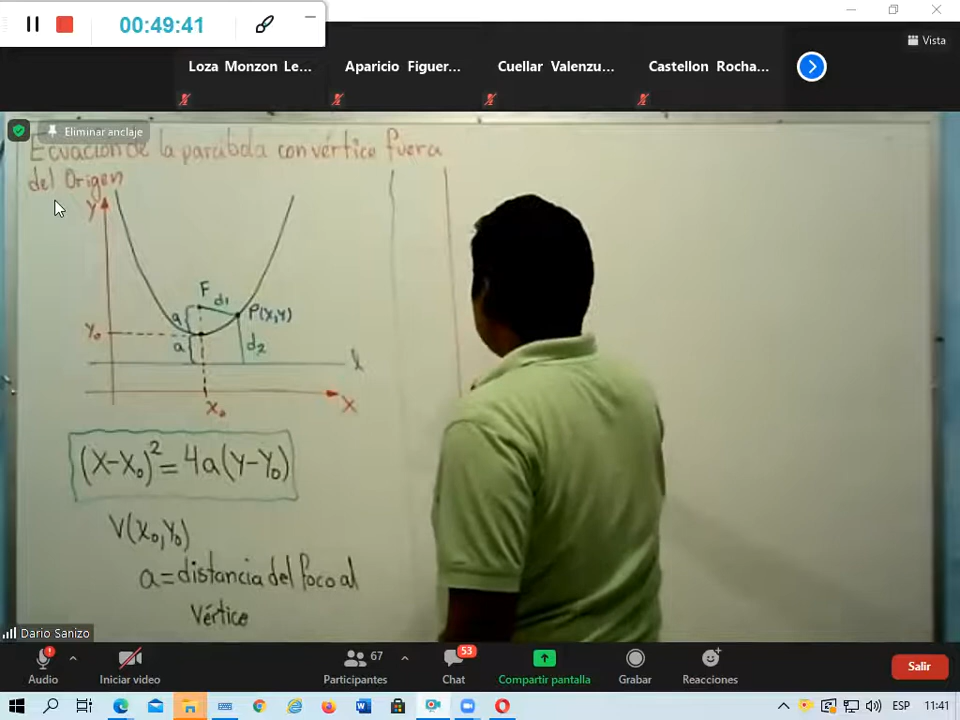 00:49:41
Vista
Loza Monzon Le...
Aparicio Figuer...
Cuellar Valenzu...
Castellon Rocha...
Eliminar anclaje
Ecuación de la parábola con vértice fuera
del Origen
Y
F
d1
P(X,Y)
a
Y₀
a
d2
l
X₀
X
(X-X₀)²=4a(Y-Y₀)
V(X₀,Y₀)
a=distancia del foco al
Vértice
Dario Sanizo
53
67
Audio
Iniciar video
Participantes
Chat
Compartir pantalla
Grabar
Reacciones
Salir
ESP
11:41